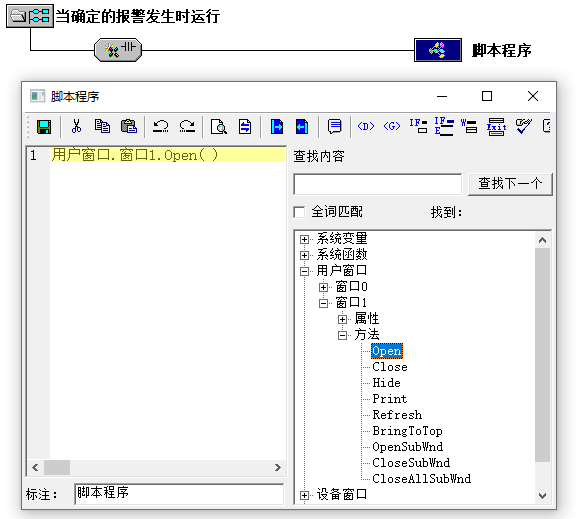 当确定的报警发生时运行
脚本程序
脚本程序
<D> <G> IF IF E W Exit
1 用户窗口.窗口1.Open( )
查找内容
查找下一个
全词匹配 找到:
系统变量
系统函数
用户窗口
窗口0
窗口1
属性
方法
Open
Close
Hide
Print
Refresh
BringToTop
OpenSubWnd
CloseSubWnd
CloseAllSubWnd
设备窗口
标注: 脚本程序